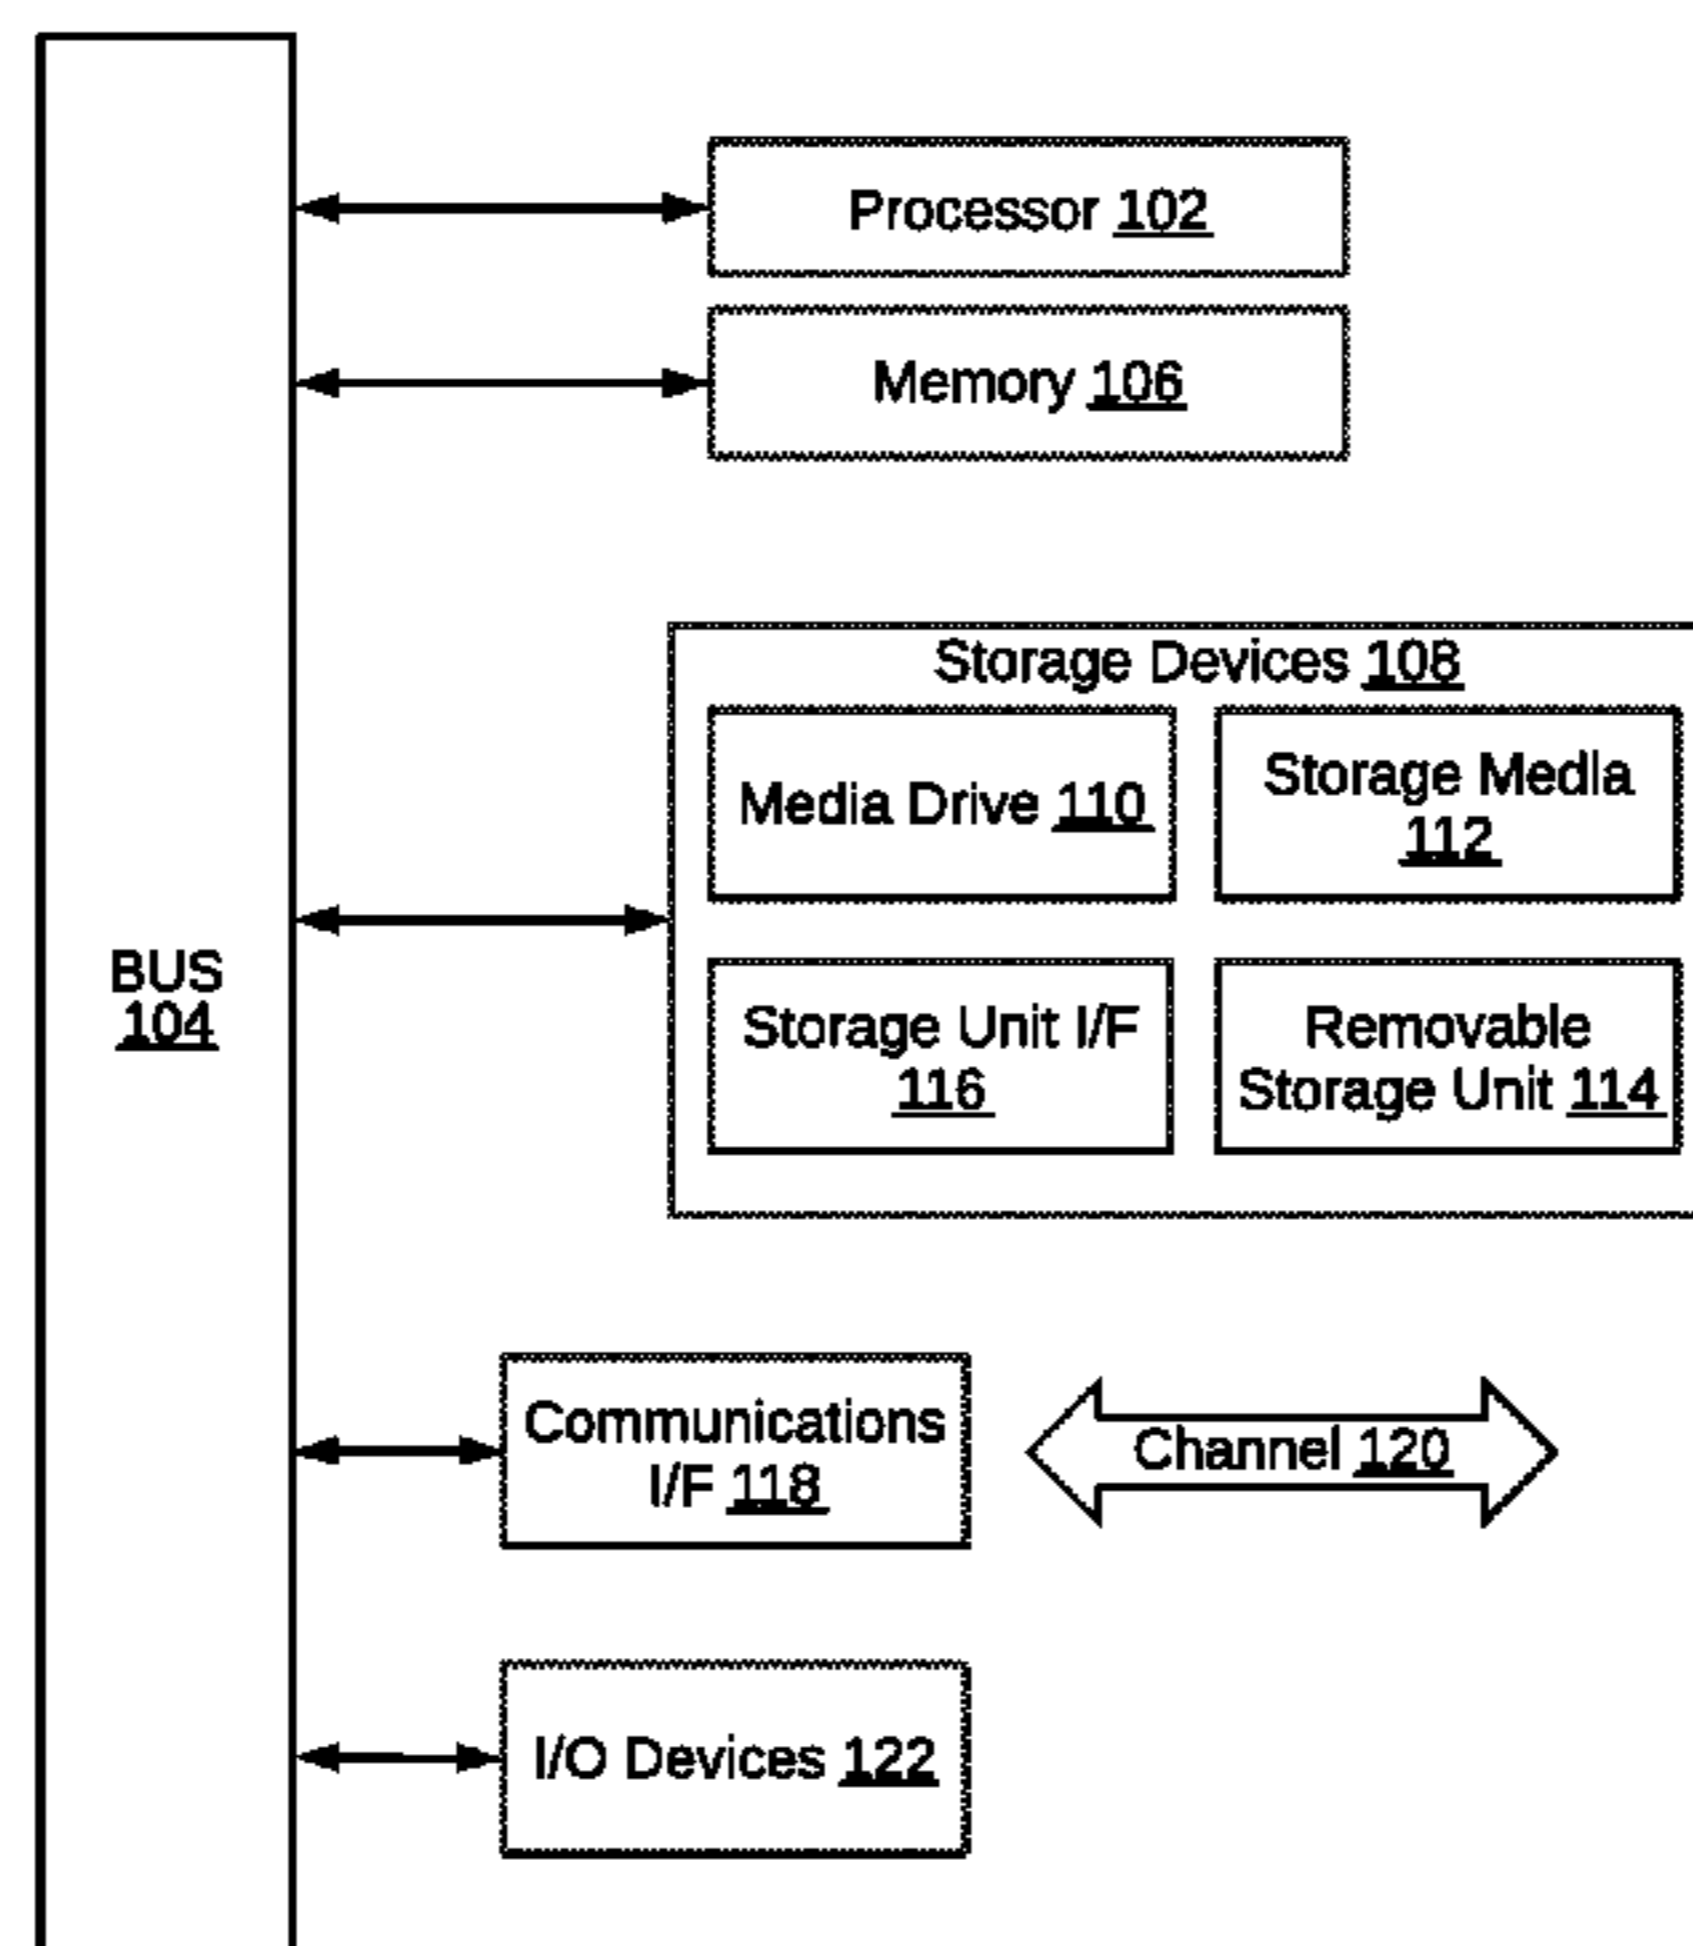 Processor 102
Memory 106
Storage Devices 108
Media Drive 110
Storage Media
112
BUS
104
Storage Unit I/F
116
Removable
Storage Unit 114
Communications
I/F 118
Channel 120
I/O Devices 122